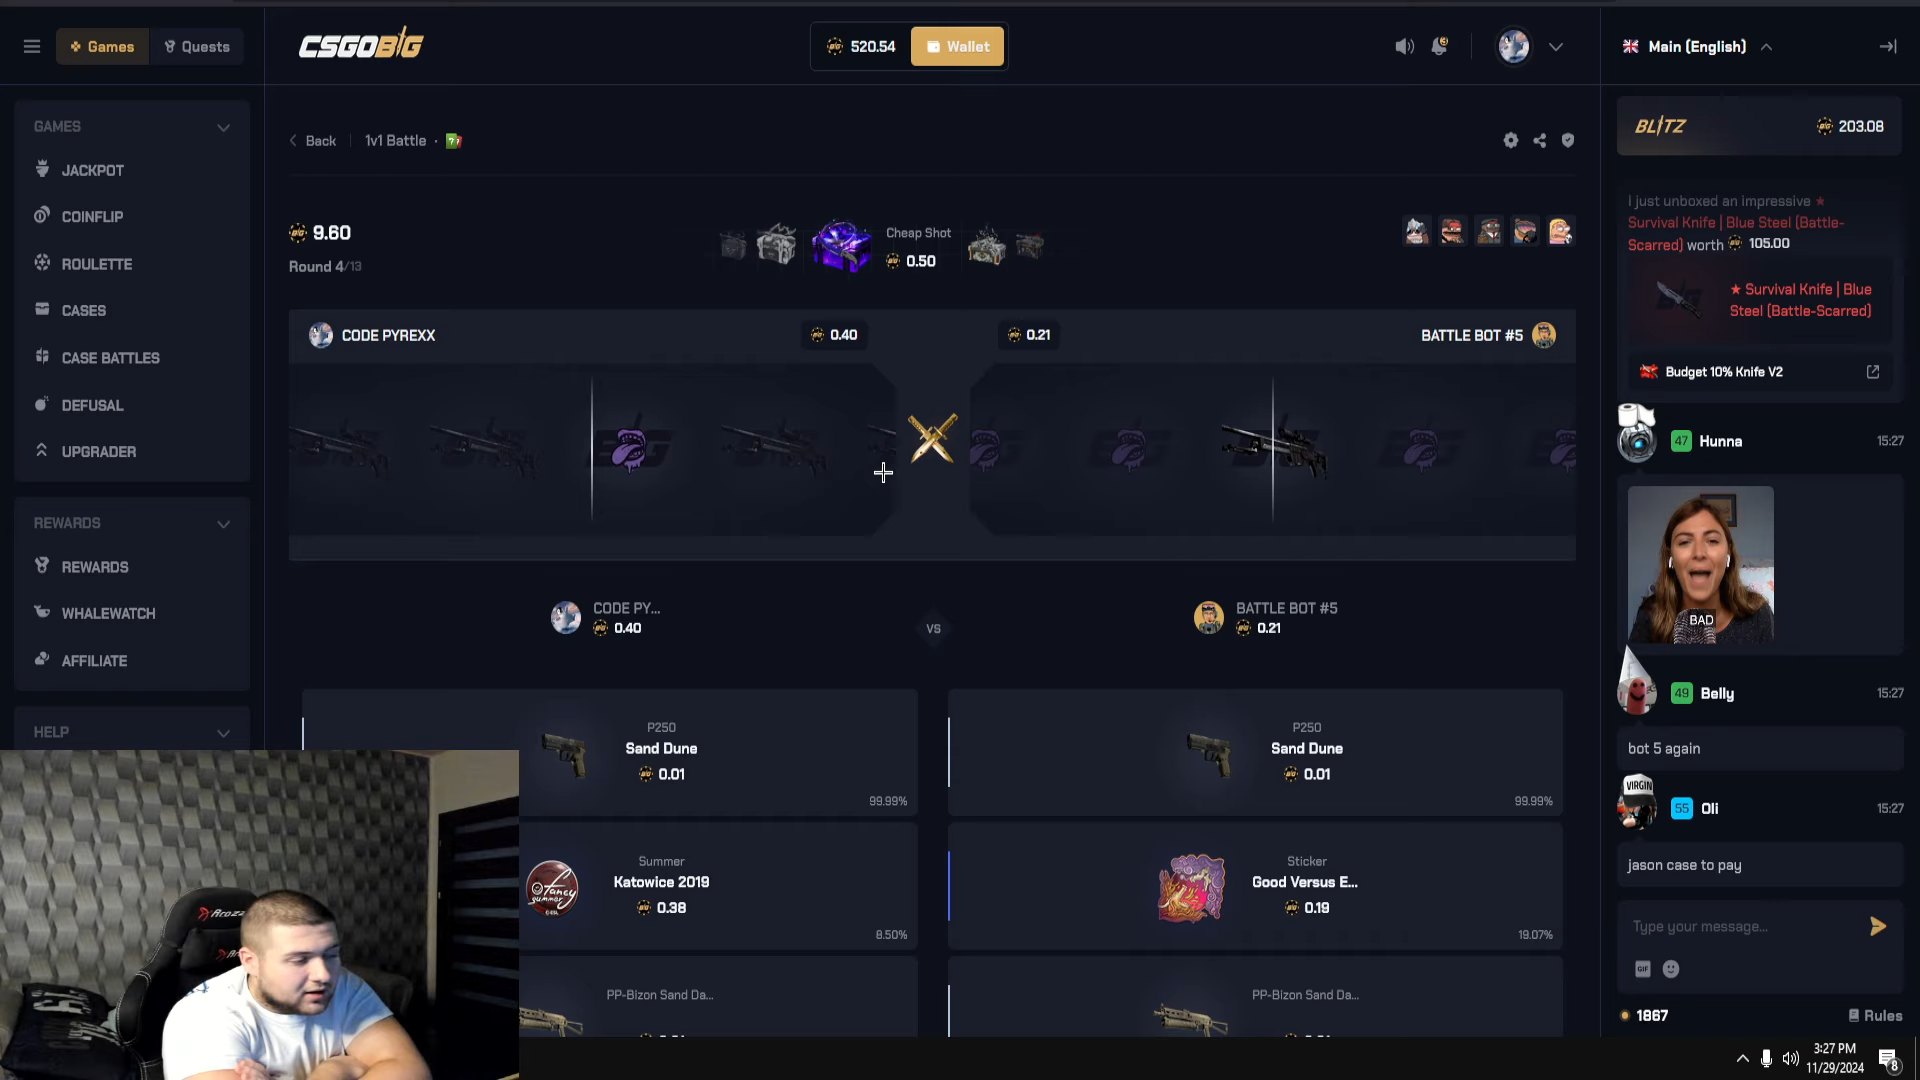 Games
Quests
CSGOBIG
520.54
Wallet
3
Main (English)
GAMES
JACKPOT
COINFLIP
ROULETTE
CASES
CASE BATTLES
DEFUSAL
UPGRADER
REWARDS
REWARDS
WHALEWATCH
AFFILIATE
HELP
Back
1v1 Battle ·
9.60
Round 4/13
Cheap Shot
0.50
CODE PYREXX
0.40
0.21
BATTLE BOT #5
CODE PY...
0.40
VS
BATTLE BOT #5
0.21
P250
Sand Dune
0.01
99.99%
P250
Sand Dune
0.01
99.99%
Summer
Katowice 2019
0.38
8.50%
Sticker
Good Versus E...
0.19
19.07%
PP-Bizon Sand Da...
PP-Bizon Sand Da...
BLITZ
203.08
I just unboxed an impressive ★
Survival Knife | Blue Steel (Battle-
Scarred) worth 105.00
★ Survival Knife | Blue
Steel (Battle-Scarred)
Budget 10% Knife V2
47 Hunna 15:27
BAD
49 Belly 15:27
bot 5 again
VIRGIN
55 Oli 15:27
jason case to pay
Type your message...
GIF
1867
Rules
3:27 PM
11/29/2024
8